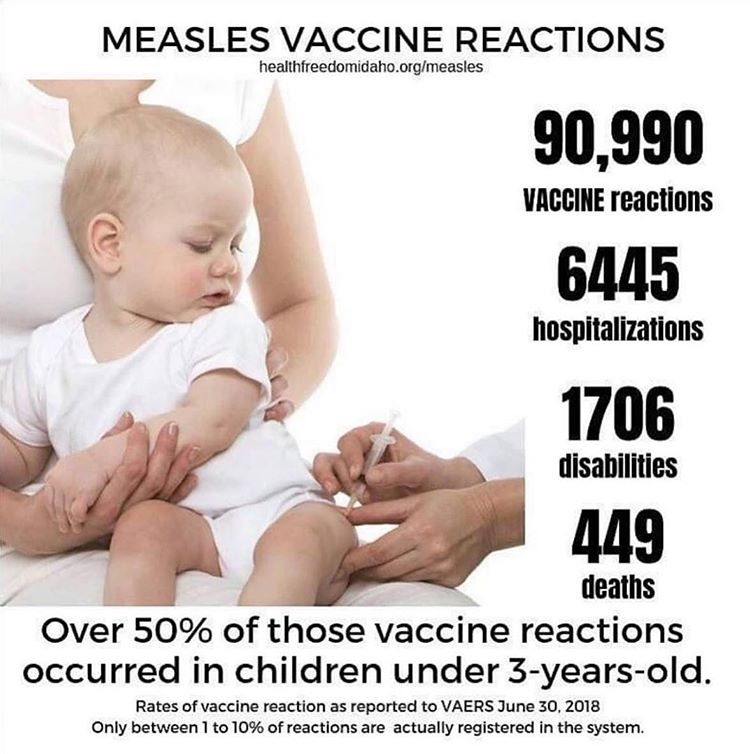 MEASLES VACCINE REACTIONS
healthfreedomidaho.org/measles
90,990
VACCINE reactions
6445
hospitalizations
1706
disabilities
449
deaths
Over 50% of those vaccine reactions
occurred in children under 3-years-old.
Rates of vaccine reaction as reported to VAERS June 30, 2018
Only between 1 to 10% of reactions are actually registered in the system.